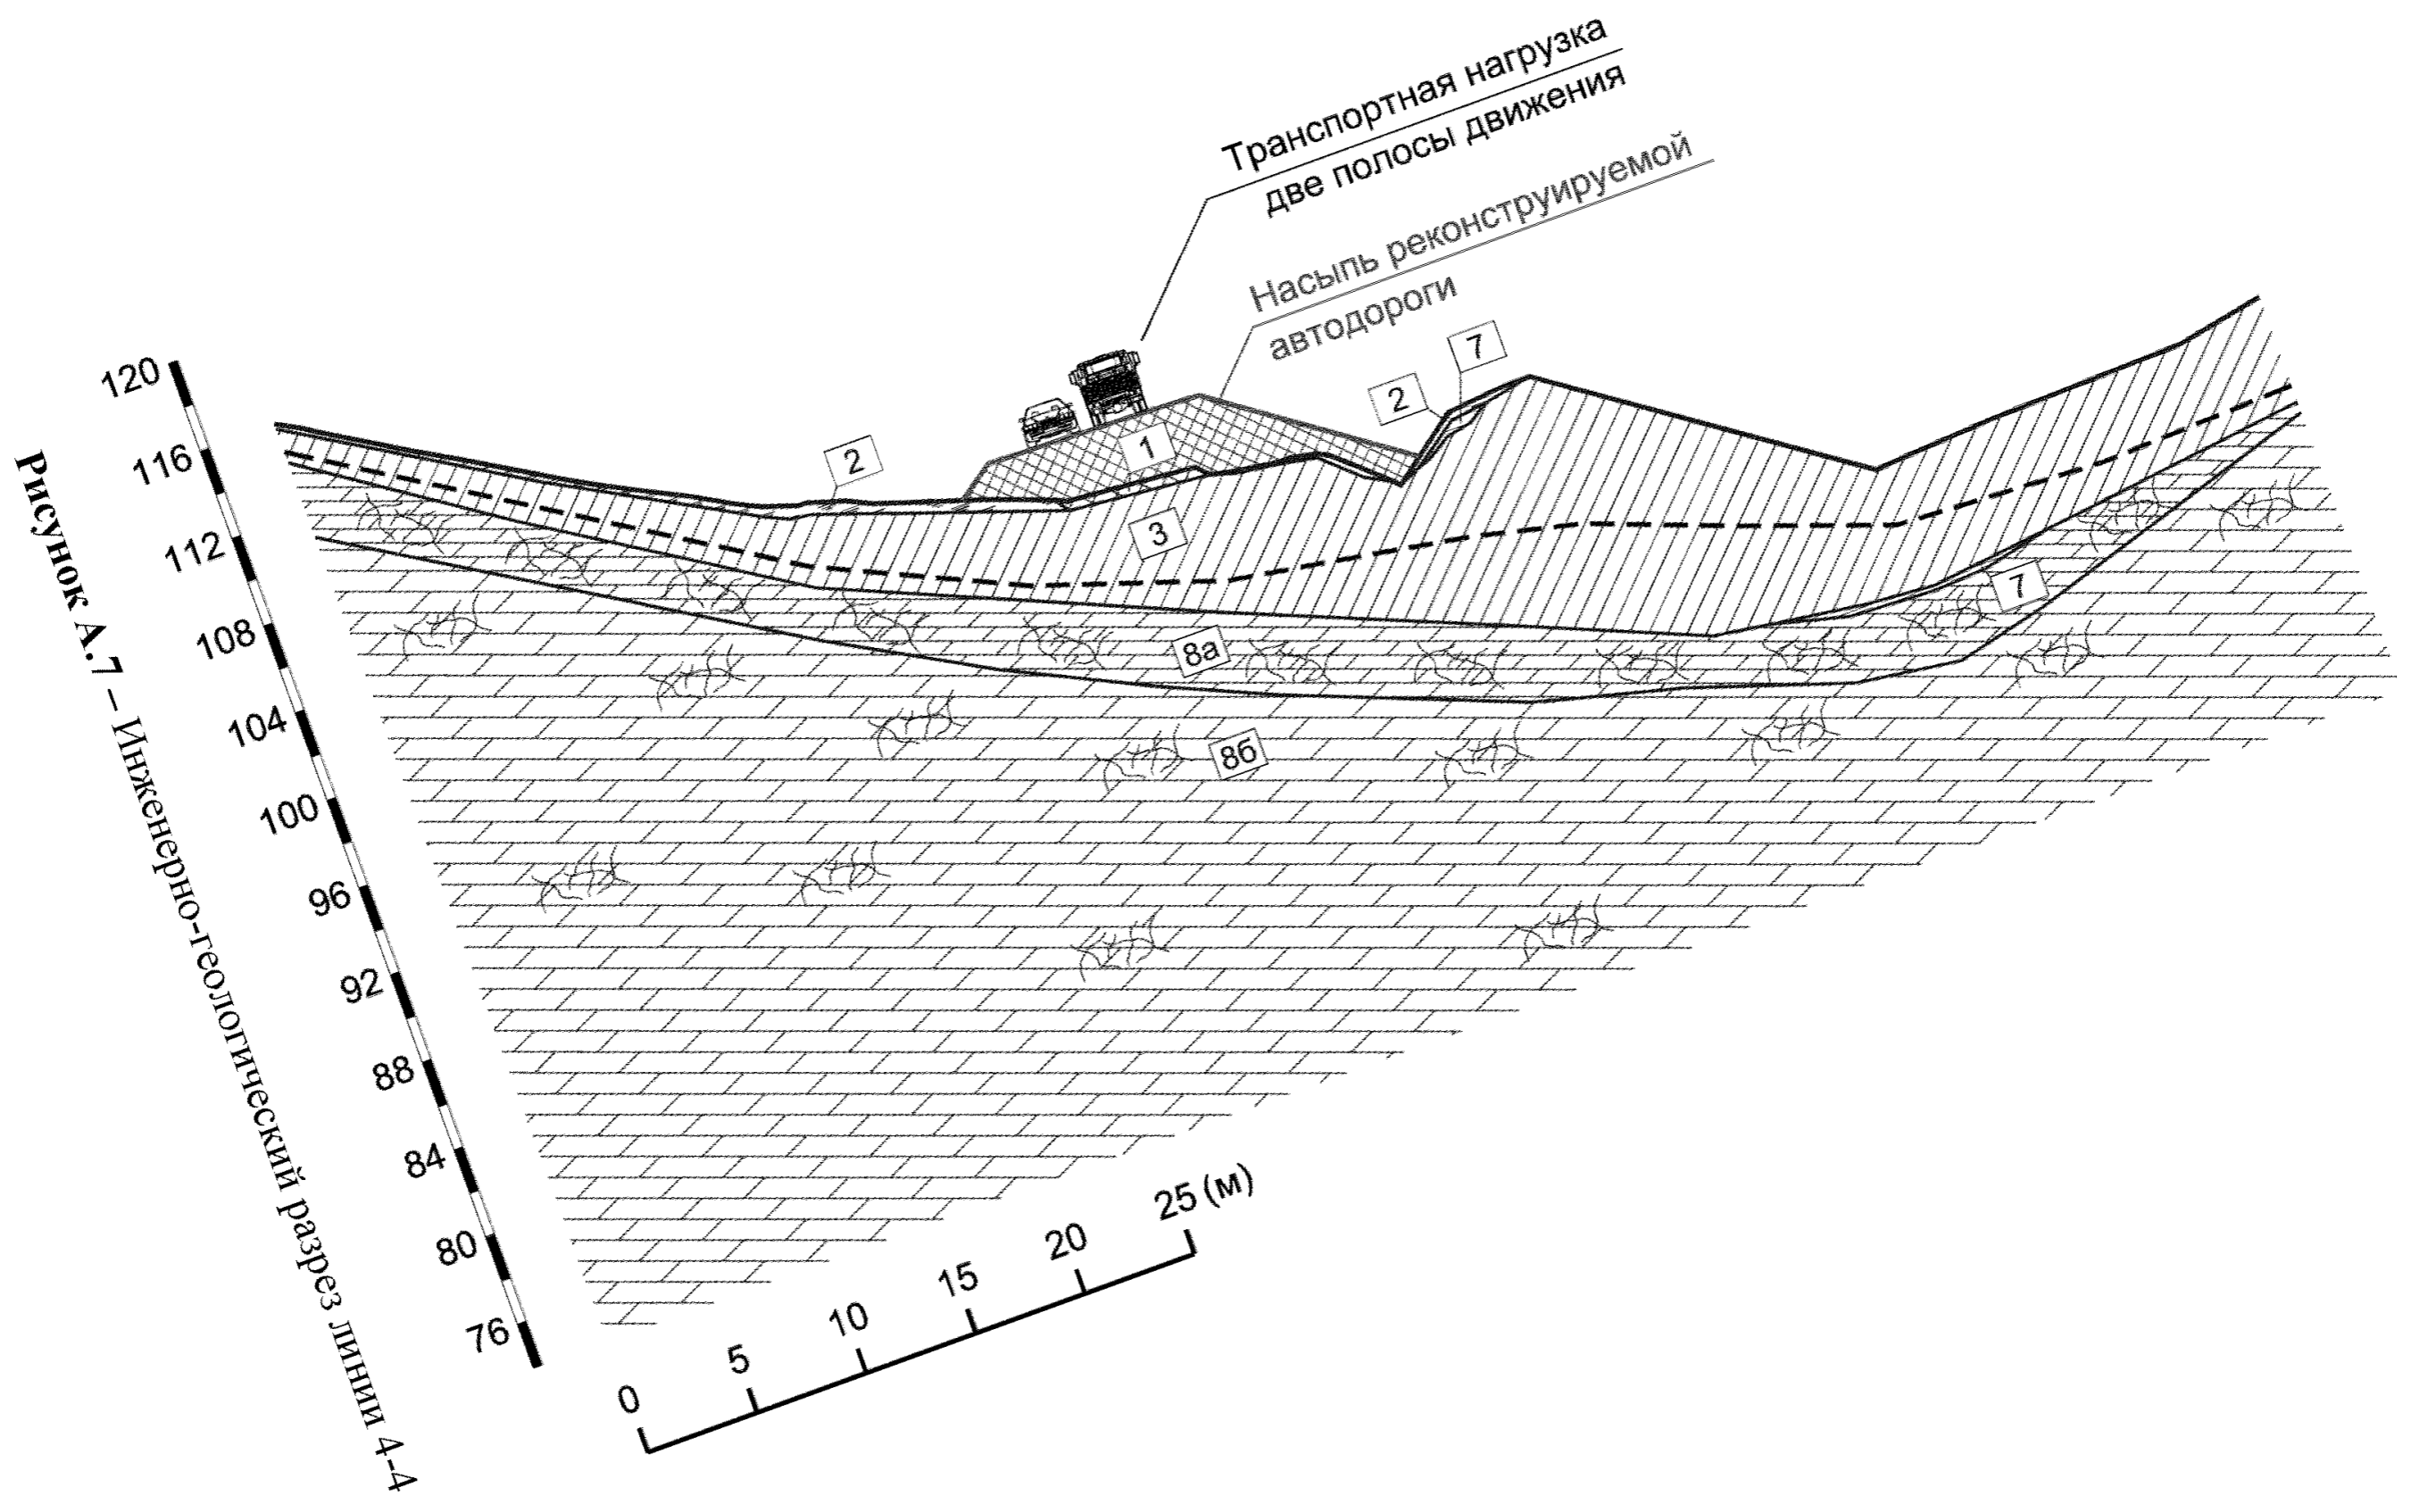 Транспортная нагрузка
две полосы движения
Насыпь реконструируемой
автодороги
7
2
1
2
3
7
8а
8б
120
116
112
108
104
100
96
92
88
84
80
76
0
5
10
15
20
25 (м)
Рисунок А.7 – Инженерно-геологический разрез линии 4-4